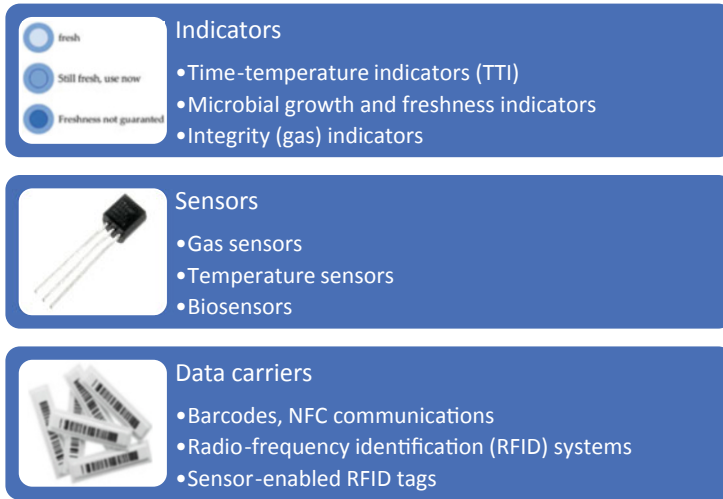 fresh
Still fresh, use now
Freshness not guaranted
Indicators
•Time-temperature indicators (TTI)
•Microbial growth and freshness indicators
•Integrity (gas) indicators
Sensors
•Gas sensors
•Temperature sensors
•Biosensors
Data carriers
•Barcodes, NFC communications
•Radio-frequency identification (RFID) systems
•Sensor-enabled RFID tags